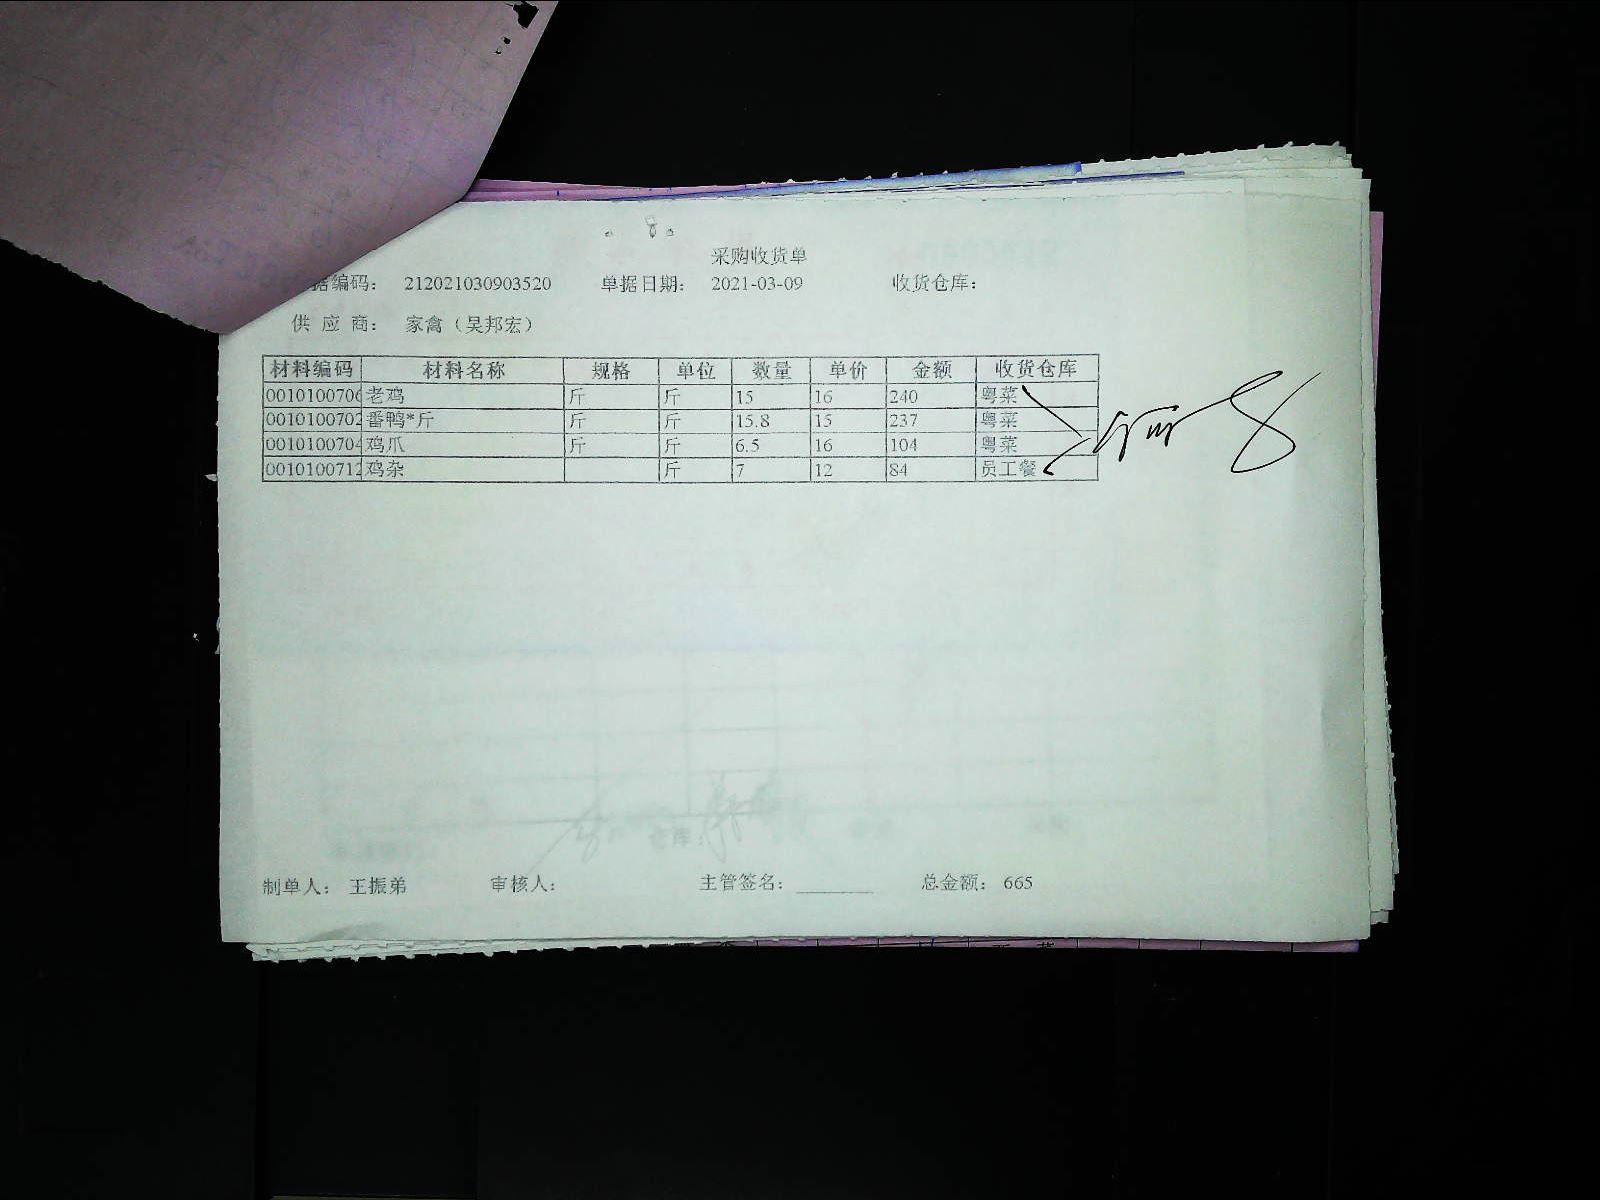 采购收货单
据编码： 212021030903520 单据日期： 2021-03-09 收货仓库：
供 应 商： 家禽（吴邦宏）
材料编码 材料名称 规格 单位 数量 单价 金额 收货仓库
0010100706 老鸡 斤 斤 15 16 240 粤菜
0010100702 番鸭*斤 斤 斤 15.8 15 237 粤菜
0010100704 鸡爪 斤 斤 6.5 16 104 粤菜
0010100712 鸡杂 斤 7 12 84 员工餐
制单人： 王振弟 审核人： 主管签名： 总金额： 665